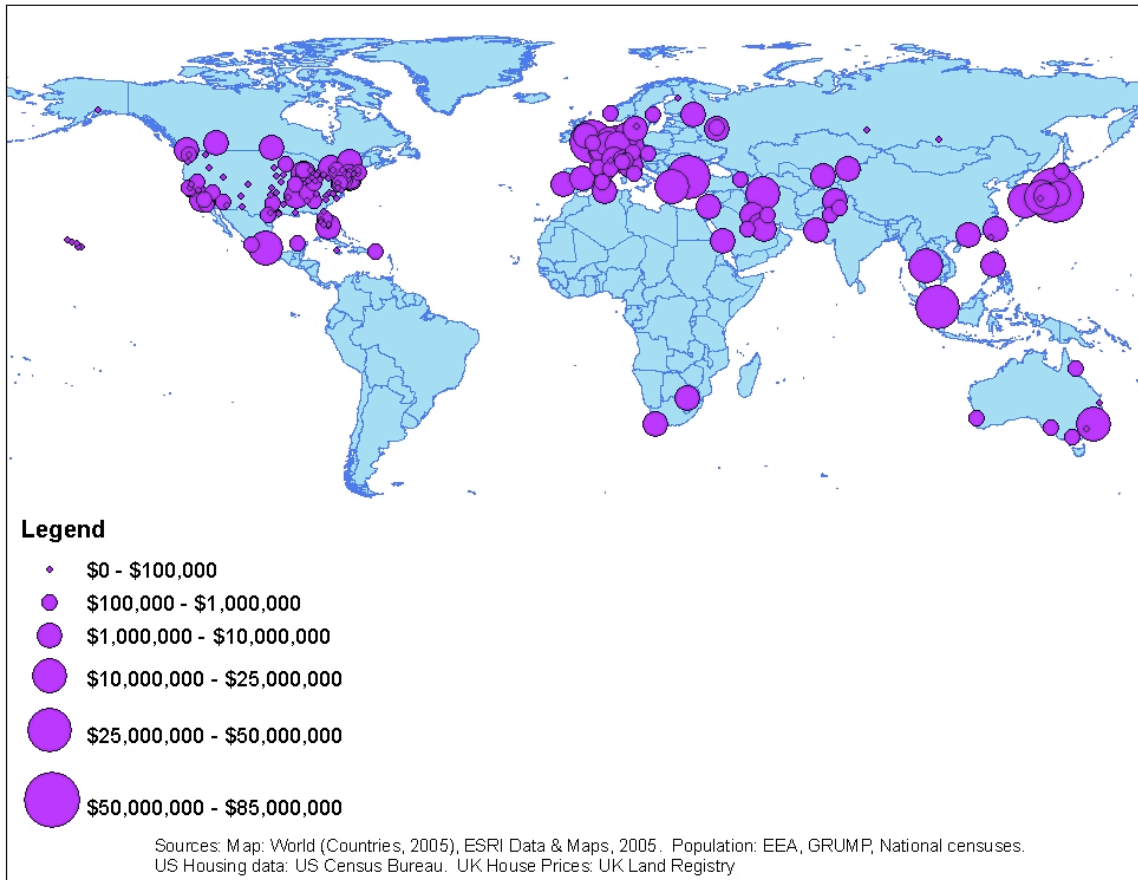 Legend
$0 - $100,000
$100,000 - $1,000,000
$1,000,000 - $10,000,000
$10,000,000 - $25,000,000
$25,000,000 - $50,000,000
$50,000,000 - $85,000,000
Sources: Map: World (Countries, 2005), ESRI Data & Maps, 2005. Population: EEA, GRUMP, National censuses.
US Housing data: US Census Bureau. UK House Prices: UK Land Registry